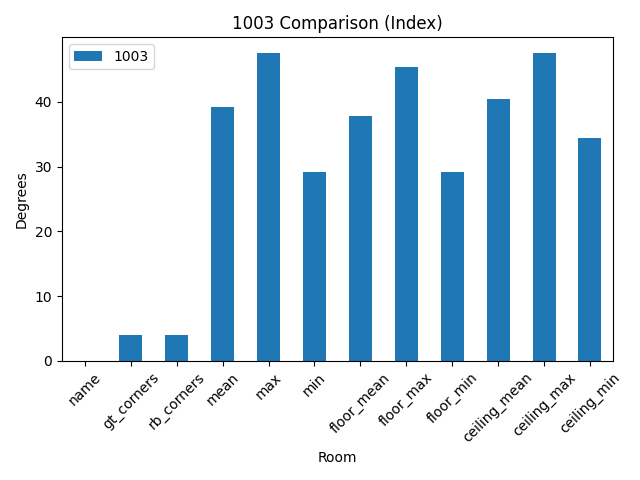 1003 Comparison (Index)
1003
Degrees
40
30
20
10
0
name
gt_corners
rb_corners
mean
max
min
floor_mean
floor_max
floor_min
ceiling_mean
ceiling_max
ceiling_min
Room